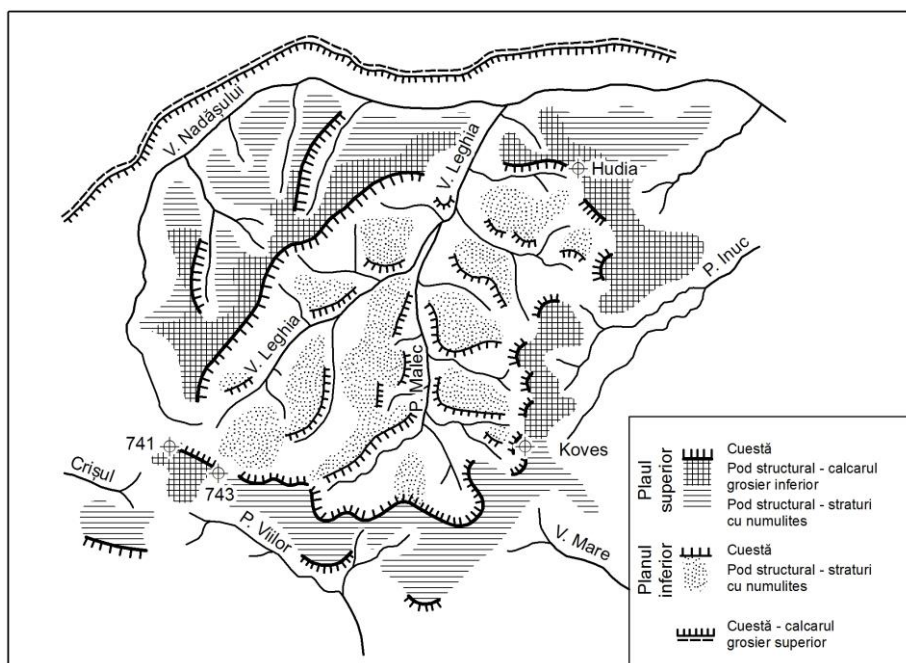 V. Nadășului
V. Leghia
Hudia
P. Inuc
V. Leghia
P. Malec
741
743
Koves
Crișul
P. Viilor
V. Mare
Plaul
superior
Cuestă
Pod structural - calcarul
grosier inferior
Pod structural - straturi
cu numulites
Planul
inferior
Cuestă
Pod structural - straturi
cu numulites
Cuestă - calcarul
grosier superior